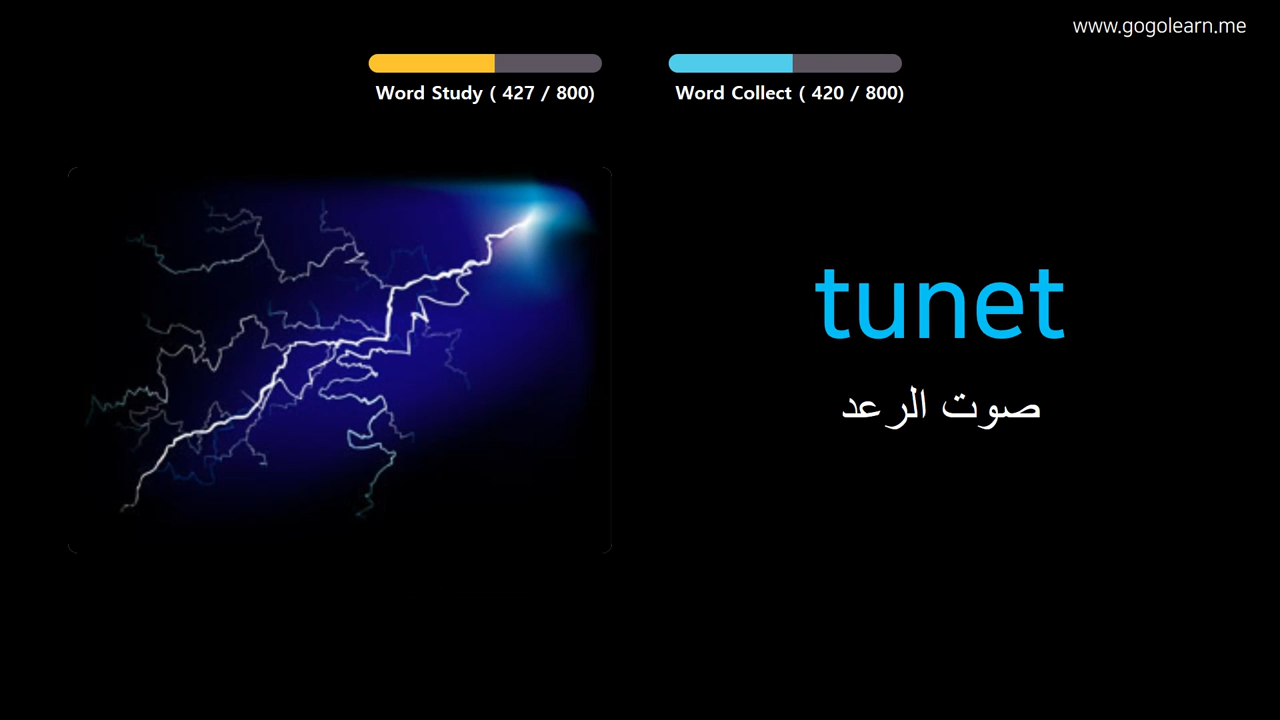 www.gogolearn.me
Word Study ( 427 / 800)
Word Collect ( 420 / 800)
tunet
صوت الرعد